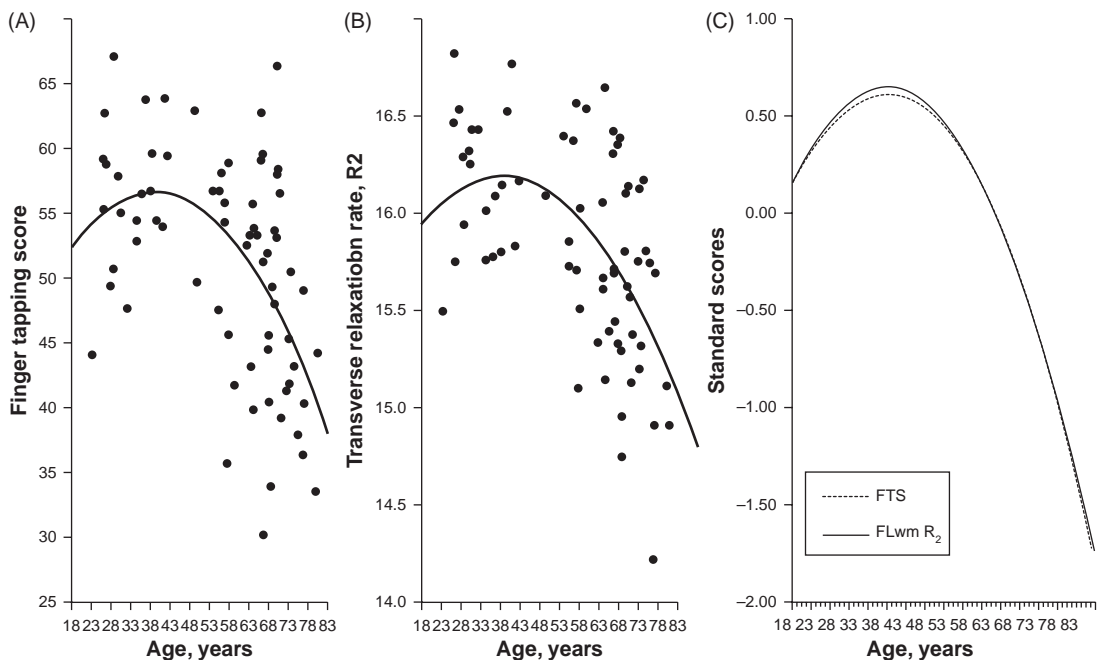 (A)
Finger tapping score
65
60
55
50
45
40
35
30
25
18 23 28 33 38 43 48 53 58 63 68 73 78 83
Age, years
(B)
Transverse relaxatiobn rate, R2
16.5
16.0
15.5
15.0
14.5
14.0
18 23 28 33 38 43 48 53 58 63 68 73 78 83
Age, years
(C)
Standard scores
1.00
0.50
0.00
–0.50
–1.00
–1.50
–2.00
18 23 28 33 38 43 48 53 58 63 68 73 78 83
Age, years
FTS
FLwm R2